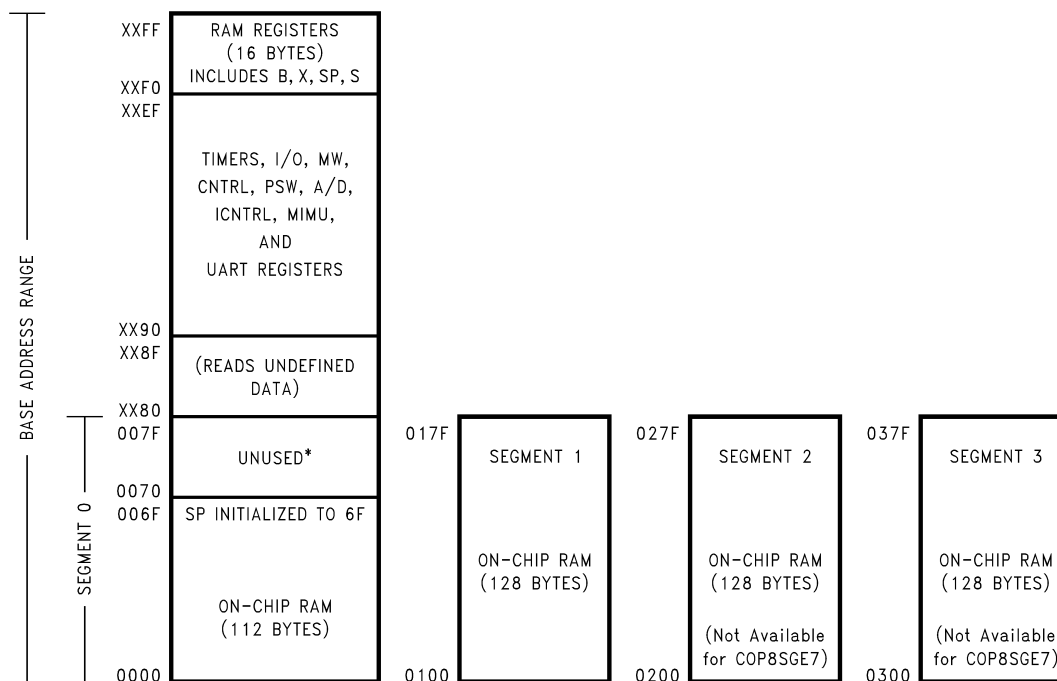 XXFF
RAM REGISTERS
(16 BYTES)
INCLUDES B, X, SP, S
XXF0
XXEF
TIMERS, I/O, MW,
CNTRL, PSW, A/D,
ICNTRL, MIMU,
AND
UART REGISTERS
XX90
XX8F
(READS UNDEFINED
DATA)
XX80
007F
UNUSED*
0070
006F
SP INITIALIZED TO 6F
ON-CHIP RAM
(112 BYTES)
0000
BASE ADDRESS RANGE
SEGMENT 0
017F
SEGMENT 1
ON-CHIP RAM
(128 BYTES)
0100
027F
SEGMENT 2
ON-CHIP RAM
(128 BYTES)
(Not Available
for COP8SGE7)
0200
037F
SEGMENT 3
ON-CHIP RAM
(128 BYTES)
(Not Available
for COP8SGE7)
0300